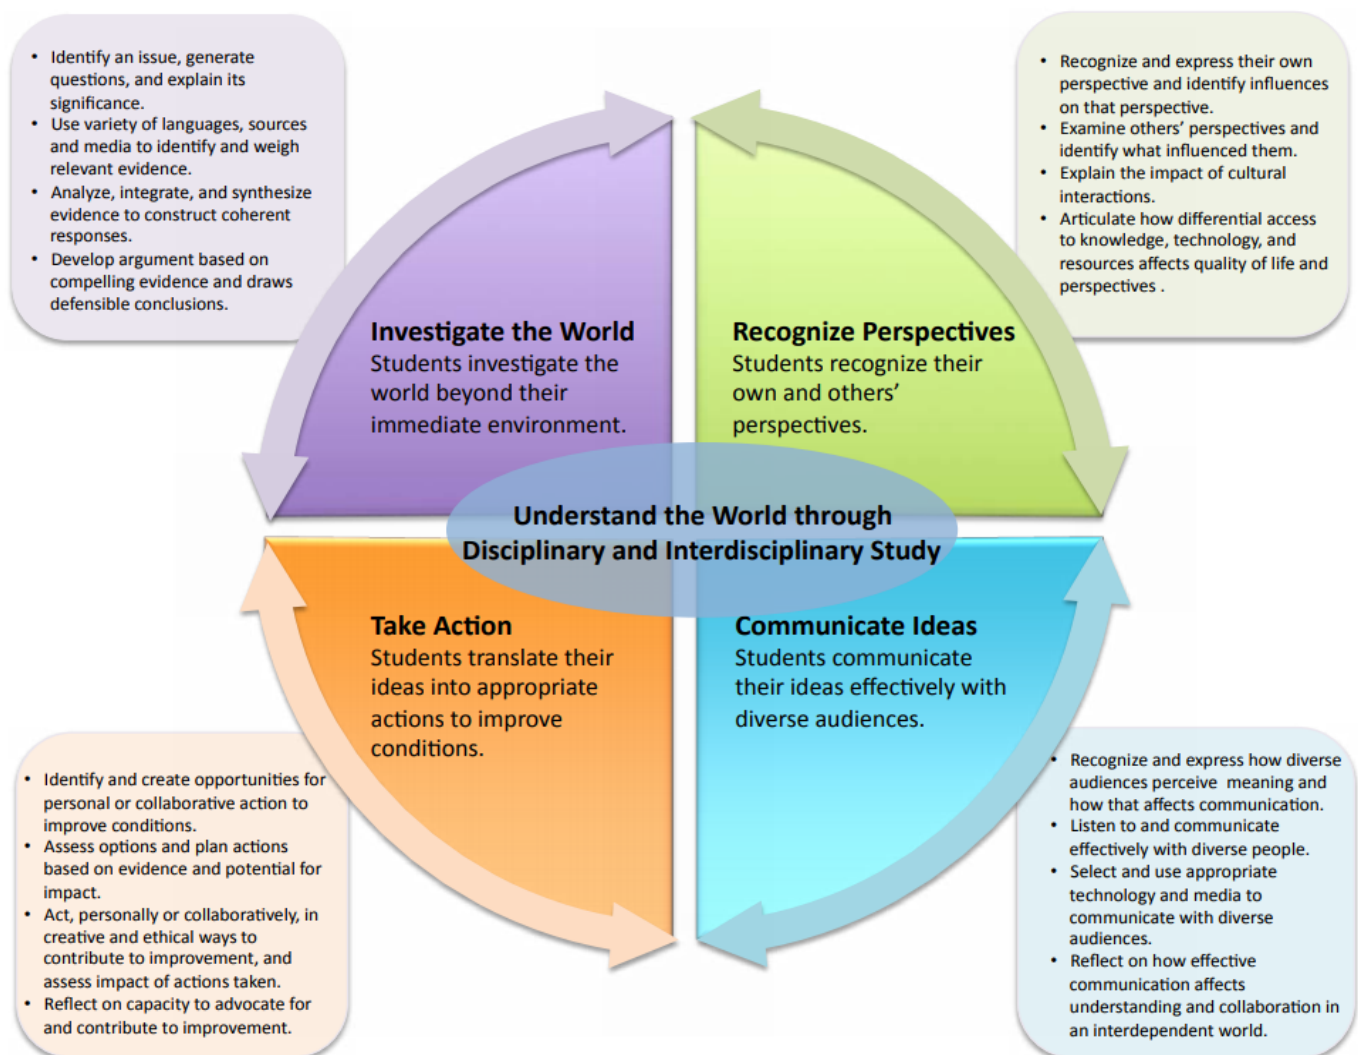 • Identify an issue, generate
questions, and explain its
significance.
• Use variety of languages, sources
and media to identify and weigh
relevant evidence.
• Analyze, integrate, and synthesize
evidence to construct coherent
responses.
• Develop argument based on
compelling evidence and draws
defensible conclusions.
• Recognize and express their own
perspective and identify influences
on that perspective.
• Examine others’ perspectives and
identify what influenced them.
• Explain the impact of cultural
interactions.
• Articulate how differential access
to knowledge, technology, and
resources affects quality of life and
perspectives .
Investigate the World
Students investigate the
world beyond their
immediate environment.
Recognize Perspectives
Students recognize their
own and others’
perspectives.
Understand the World through
Disciplinary and Interdisciplinary Study
Take Action
Students translate their
ideas into appropriate
actions to improve
conditions.
Communicate Ideas
Students communicate
their ideas effectively with
diverse audiences.
• Identify and create opportunities for
personal or collaborative action to
improve conditions.
• Assess options and plan actions
based on evidence and potential for
impact.
• Act, personally or collaboratively, in
creative and ethical ways to
contribute to improvement, and
assess impact of actions taken.
• Reflect on capacity to advocate for
and contribute to improvement.
• Recognize and express how diverse
audiences perceive meaning and
how that affects communication.
• Listen to and communicate
effectively with diverse people.
• Select and use appropriate
technology and media to
communicate with diverse
audiences.
• Reflect on how effective
communication affects
understanding and collaboration in
an interdependent world.